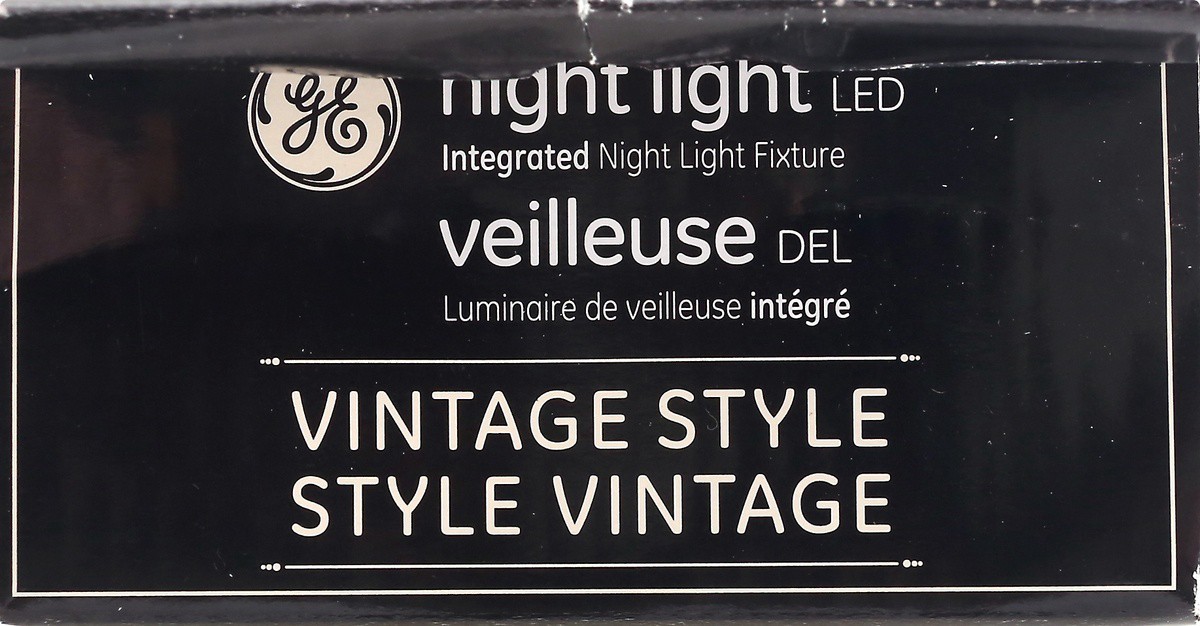 GE
night light LED
Integrated Night Light Fixture
veilleuse DEL
Luminaire de veilleuse intégré
VINTAGE STYLE
STYLE VINTAGE